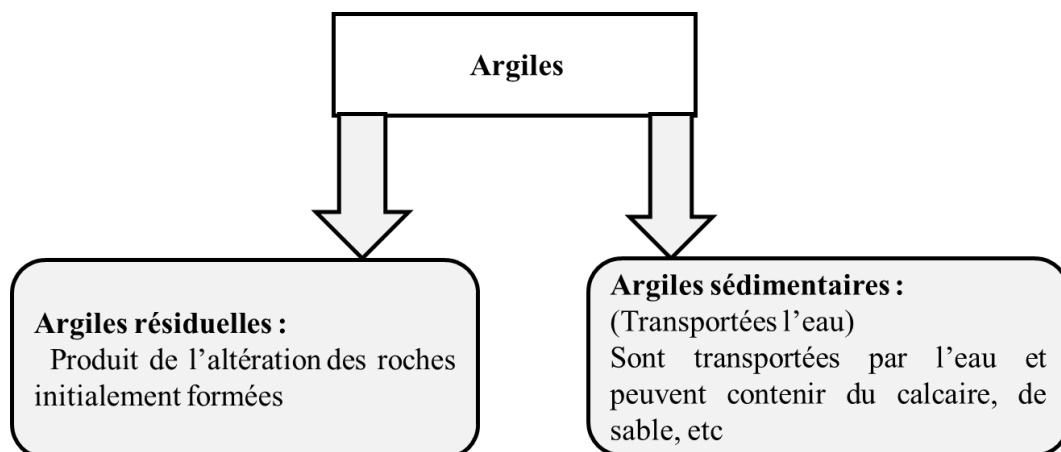 Argiles
Argiles résiduelles :
Produit de l’altération des roches
initialement formées
Argiles sédimentaires :
(Transportées l’eau)
Sont transportées par l’eau et
peuvent contenir du calcaire, de
sable, etc